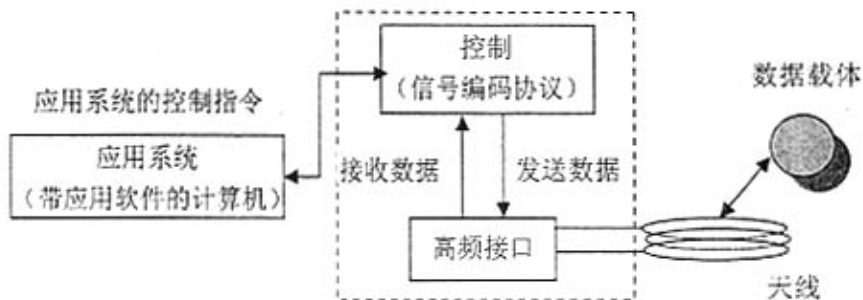 控制
（信号编码协议）
数据载体
应用系统的控制指令
应用系统
（带应用软件的计算机）
接收数据
发送数据
高频接口
天线